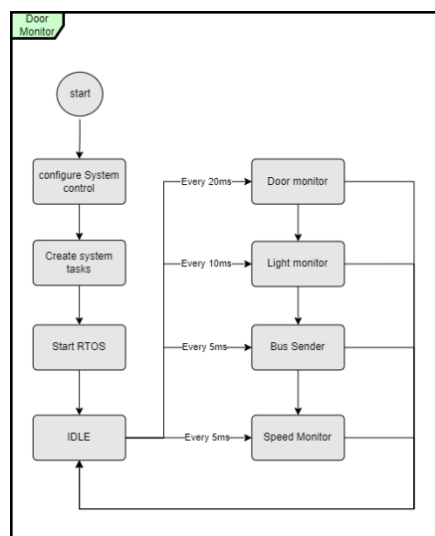 Door
Monitor
start
configure System
control
Create system
tasks
Start RTOS
IDLE
Every 20ms
Door monitor
Every 10ms
Light monitor
Every 5ms
Bus Sender
Every 5ms
Speed Monitor